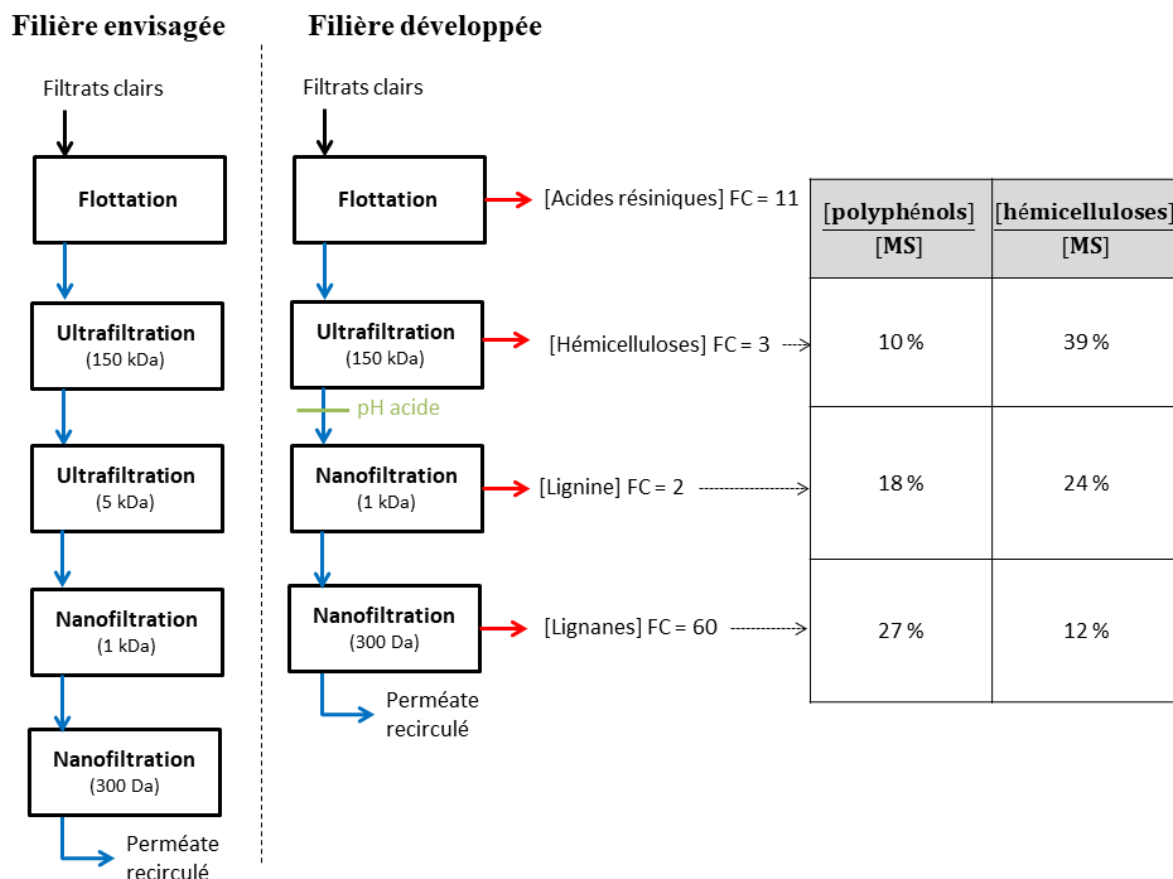 Filière envisagée
Filtrats clairs
Flottation
Ultrafiltration
(150 kDa)
Ultrafiltration
(5 kDa)
Nanofiltration
(1 kDa)
Nanofiltration
(300 Da)
Perméate
recirculé
Filière développée
Filtrats clairs
Flottation
[Acides résiniques] FC = 11
Ultrafiltration
(150 kDa)
[Hémicelluloses] FC = 3
pH acide
Nanofiltration
(1 kDa)
[Lignine] FC = 2
Nanofiltration
(300 Da)
[Lignanes] FC = 60
Perméate
recirculé
[polyphénols] [hémicelluloses]
[MS] [MS]
10 % 39 %
18 % 24 %
27 % 12 %